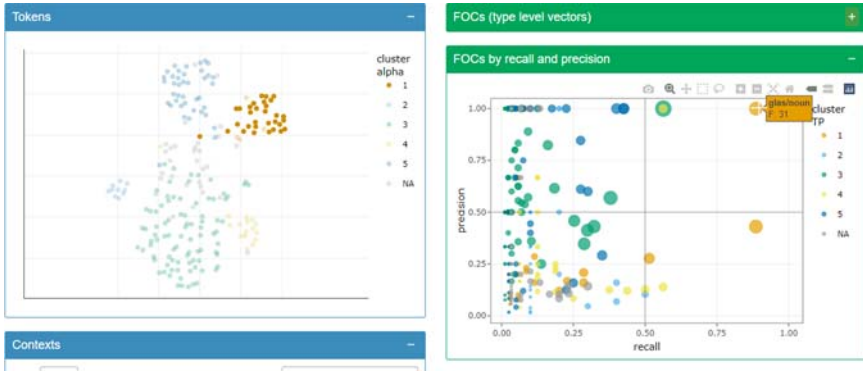 Tokens
−
cluster
alpha
1
2
3
4
5
NA
Contexts
−
FOCs (type level vectors)
+
FOCs by recall and precision
−
glas/noun
F: 31
cluster
TP
1
2
3
4
5
NA
1.00
0.75
0.50
0.25
0.00
precision
0.00
0.25
0.50
0.75
1.00
recall